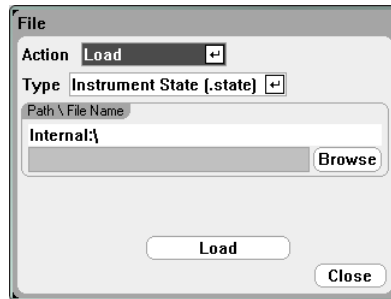 File
Action Load
Type Instrument State (.state)
Path \ File Name
Internal:\
Browse
Load
Close